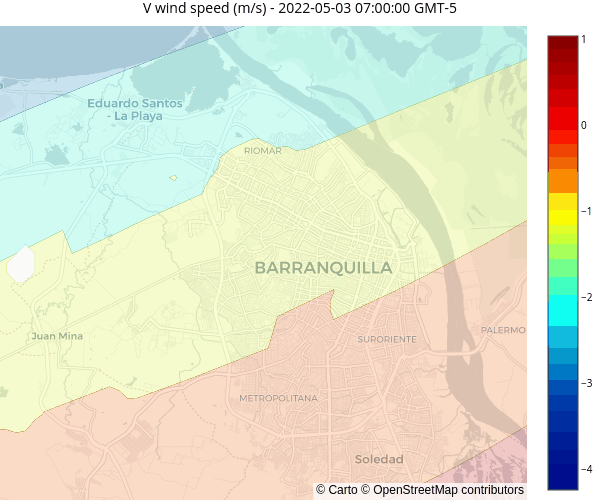 V wind speed (m/s) - 2022-05-03 07:00:00 GMT-5
1
Eduardo Santos
- La Playa
0
RIOMAR
−1
BARRANQUILLA
−2
Juan Mina
SURORIENTE
PALERMO
−3
METROPOLITANA
Soledad
−4
© Carto © OpenStreetMap contributors